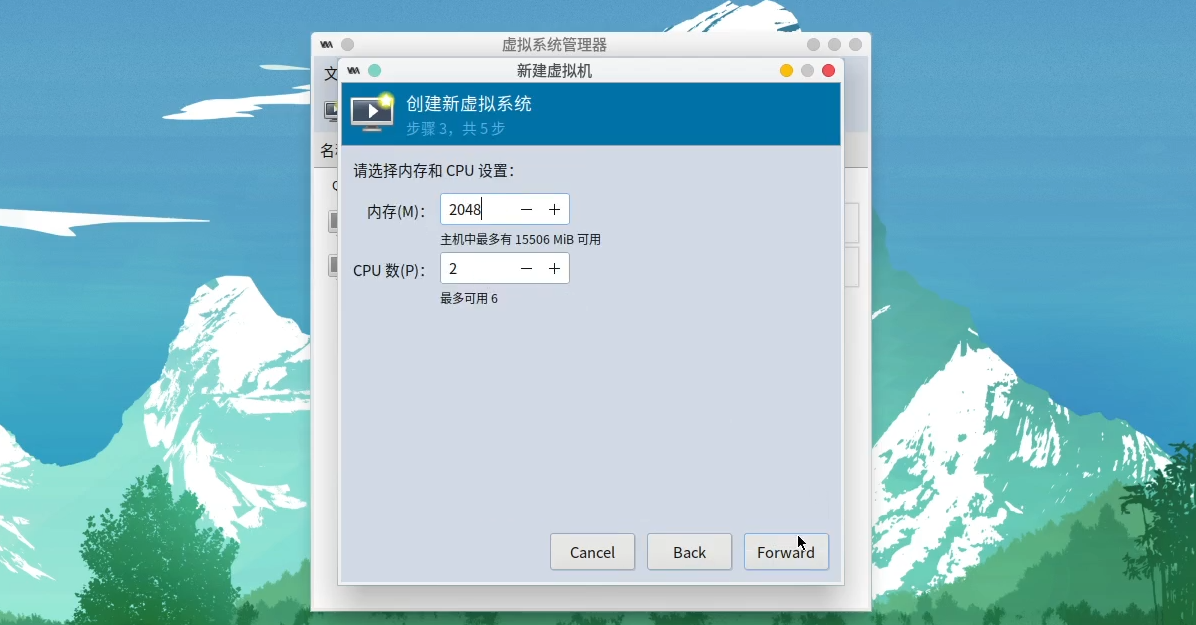 虚拟系统管理器
文
新建虚拟机
创建新虚拟系统
步骤 3，共 5 步
名
请选择内存和 CPU 设置：
内存(M)： 2048
主机中最多有 15506 MiB 可用
CPU 数(P)： 2
最多可用 6
Cancel Back Forward